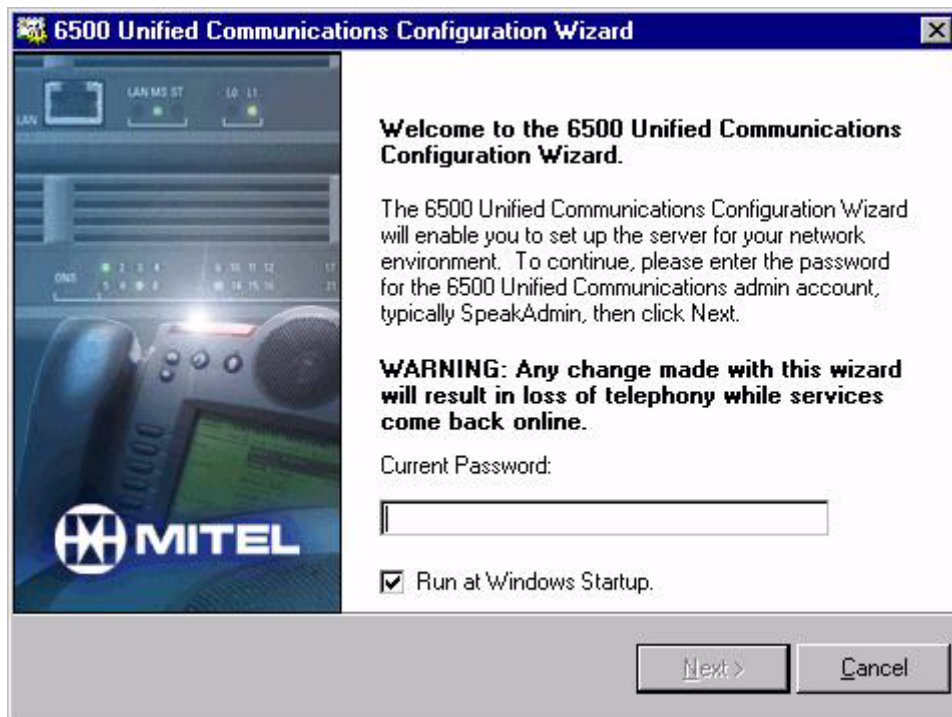 6500 Unified Communications Configuration Wizard
LAN MS ST
L0 L1
LAN
Welcome to the 6500 Unified Communications
Configuration Wizard.
The 6500 Unified Communications Configuration Wizard
will enable you to set up the server for your network
environment. To continue, please enter the password
for the 6500 Unified Communications admin account,
typically SpeakAdmin, then click Next.
WARNING: Any change made with this wizard
will result in loss of telephony while services
come back online.
Current Password:
ONS
MITEL
Run at Windows Startup.
Next >
Cancel